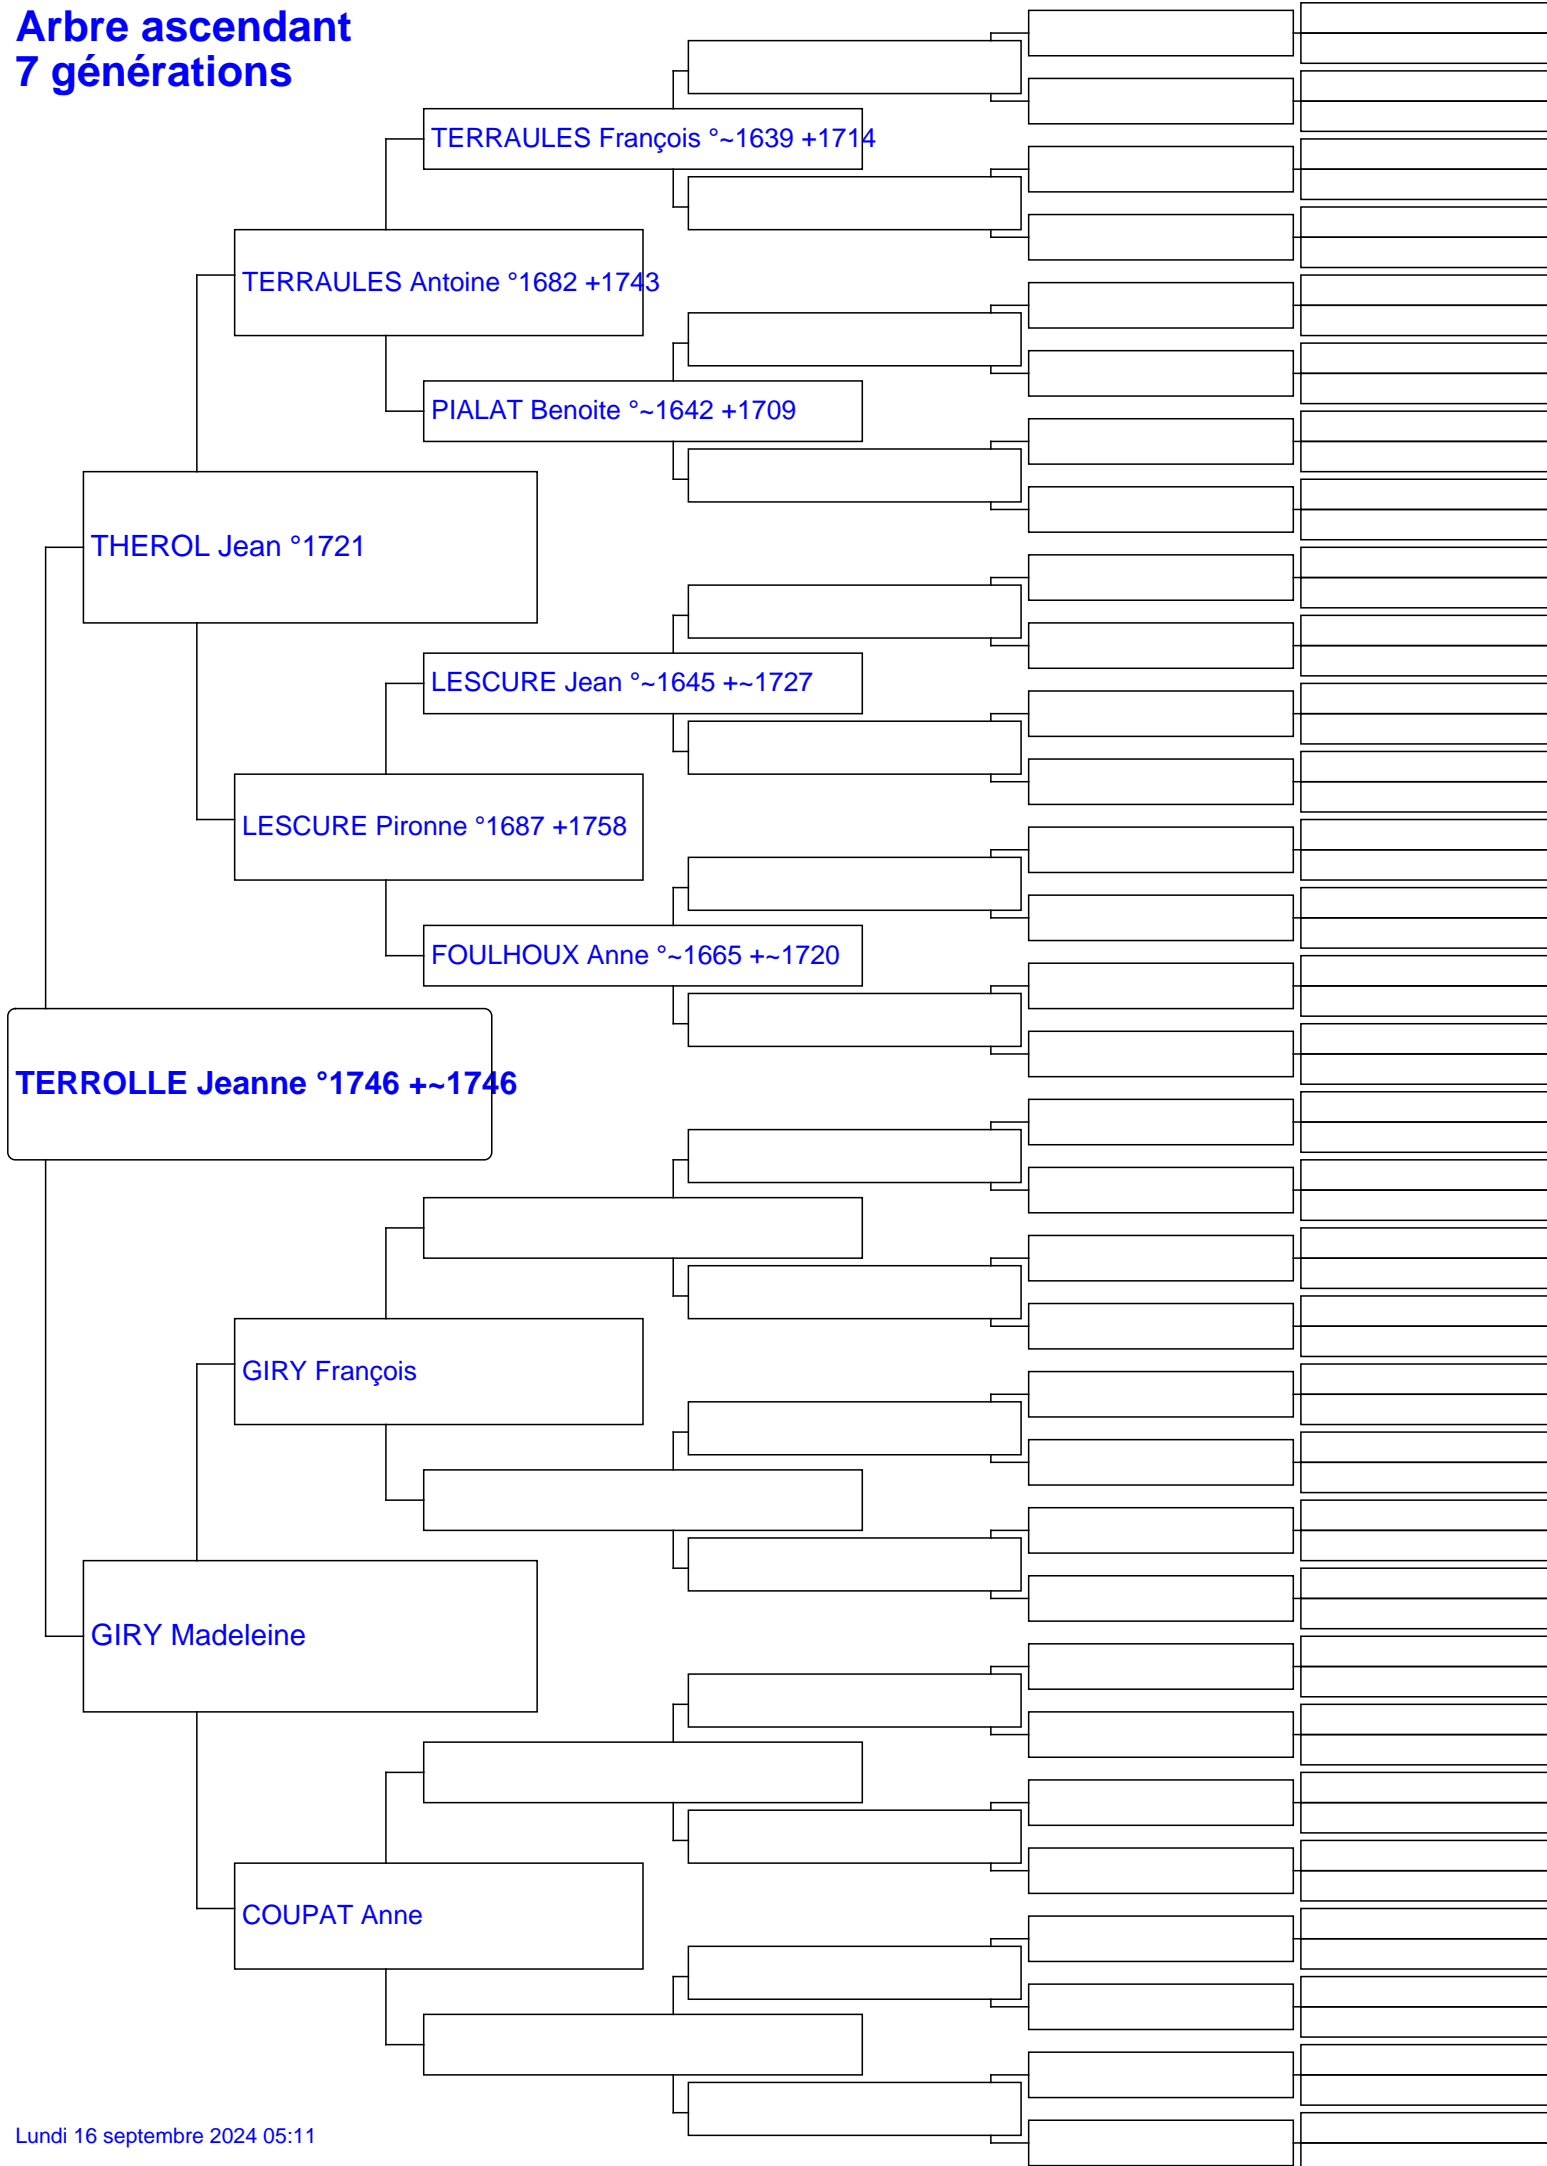 Arbre ascendant
7 générations
TERRAULES François °~1639 +1714
TERRAULES Antoine °1682 +1743
PIALAT Benoite °~1642 +1709
THEROL Jean °1721
LESCURE Jean °~1645 +~1727
LESCURE Pironne °1687 +1758
FOULHOUX Anne °~1665 +~1720
TERROLLE Jeanne °1746 +~1746
GIRY François
GIRY Madeleine
COUPAT Anne
Lundi 16 septembre 2024 05:11